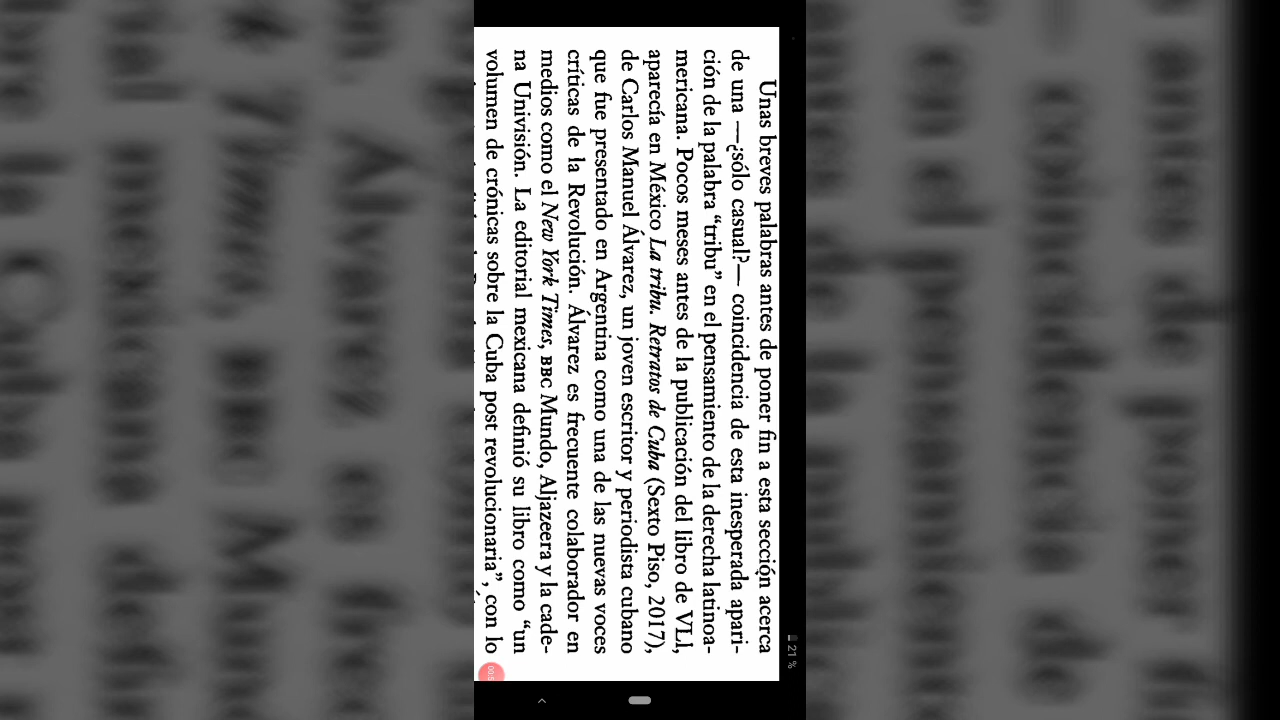 Unas breves palabras antes de poner fin a esta sección acerca
de una —¿sólo casual?— coincidencia de esta inesperada apari-
ción de la palabra “tribu” en el pensamiento de la derecha latinoa-
mericana. Pocos meses antes de la publicación del libro de VLl,
aparecía en México La tribu. Retratos de Cuba (Sexto Piso, 2017),
de Carlos Manuel Álvarez, un joven escritor y periodista cubano
que fue presentado en Argentina como una de las nuevas voces
críticas de la Revolución. Álvarez es frecuente colaborador en
medios como el New York Times, BBC Mundo, Aljazeera y la cade-
na Univisión. La editorial mexicana definió su libro como “un
volumen de crónicas sobre la Cuba post revolucionaria”, con lo
21 %